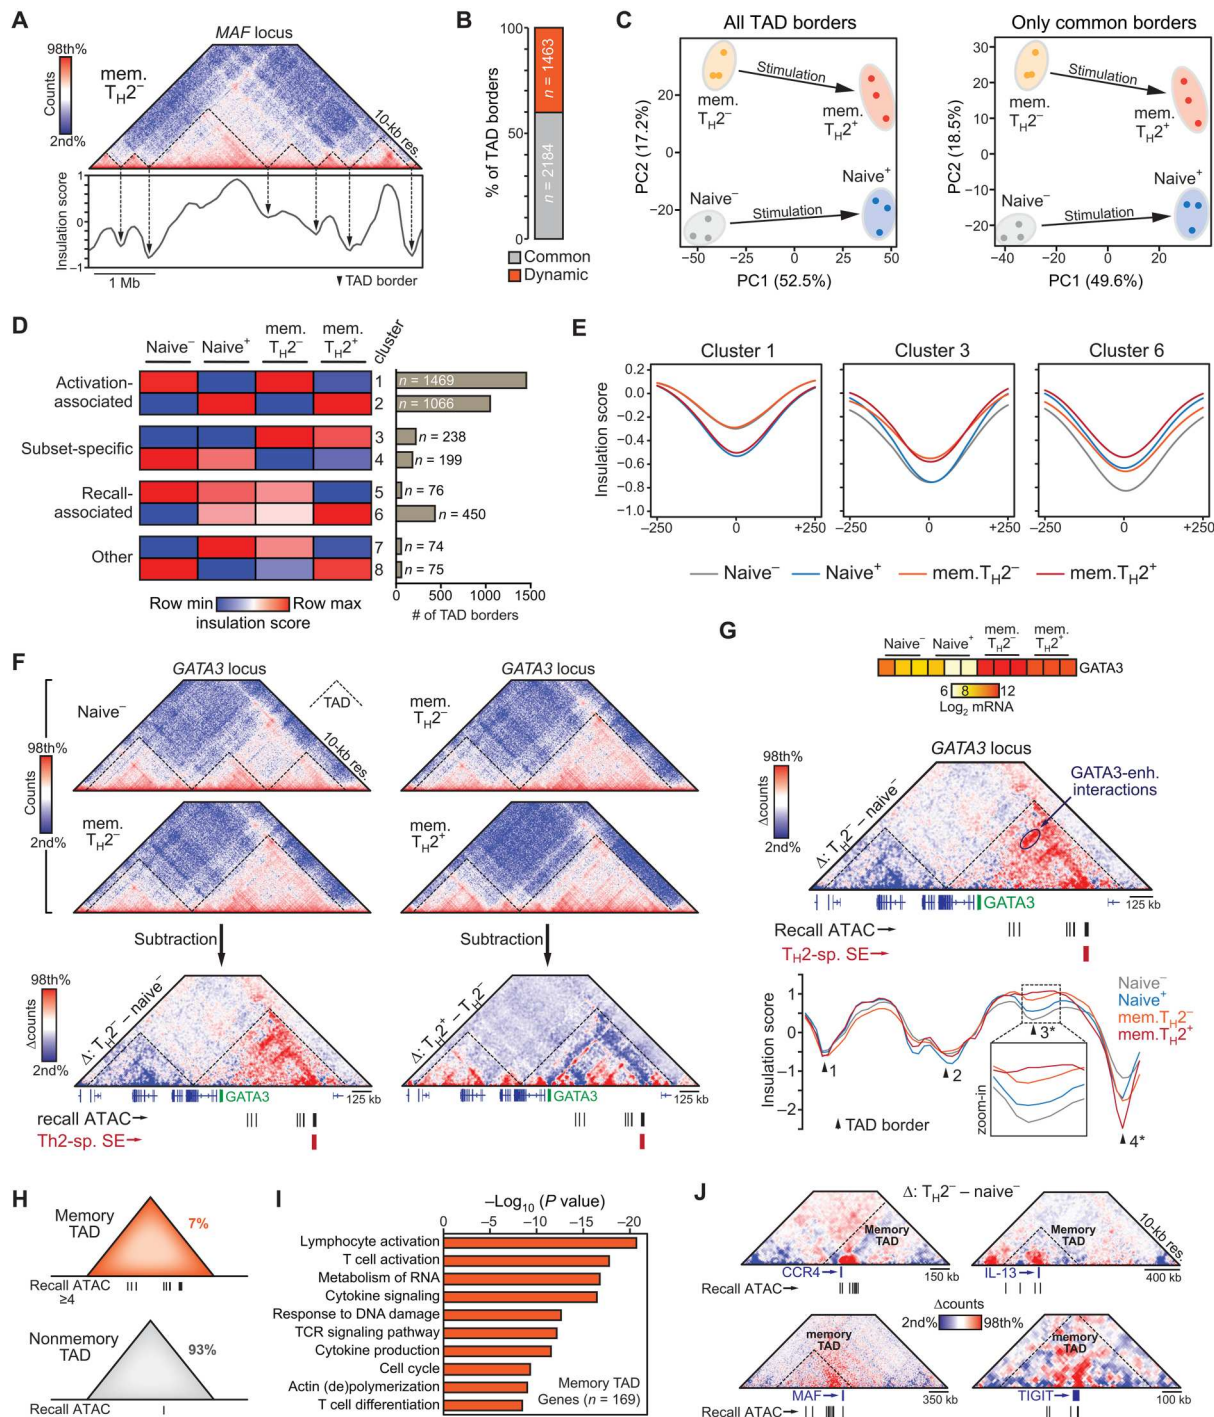 A
MAF locus
98th%
Counts
2nd%
mem.
TH2−
10-kb res.
Insulation score
1
0
−1
1 Mb
TAD border
B
% of TAD borders
100
50
0
n = 1463
n = 2184
Common
Dynamic
C
All TAD borders
PC2 (17.2%)
20
0
−20
mem.
TH2−
Stimulation
mem.
TH2+
Naive−
Stimulation
Naive+
−50
−25
0
25
50
PC1 (52.5%)
Only common borders
PC2 (18.5%)
30
20
10
0
−10
−20
mem.
TH2−
Stimulation
mem.
TH2+
Naive−
Stimulation
Naive+
−40
−20
0
20
40
PC1 (49.6%)
D
Naive−
Naive+
mem.
TH2−
mem.
TH2+
cluster
Activation-
associated
1
n = 1469
2
n = 1066
Subset-specific
3
n = 238
4
n = 199
Recall-
associated
5
n = 76
6
n = 450
Other
7
n = 74
8
n = 75
Row min
Row max
insulation score
0
500
1000
1500
# of TAD borders
E
Cluster 1
Cluster 3
Cluster 6
Insulation score
0.2
0.0
−0.2
−0.4
−0.6
−0.8
−1.0
−250
0
+250
−250
0
+250
−250
0
+250
Naive−
Naive+
mem.TH2−
mem.TH2+
F
GATA3 locus
Naive−
TAD
10-kb res.
GATA3 locus
mem.
TH2−
98th%
Counts
2nd%
mem.
TH2−
mem.
TH2+
Subtraction
Subtraction
98th%
Δcounts
2nd%
Δ: TH2− – naive−
Δ: TH2+ – TH2−
GATA3
125 kb
GATA3
125 kb
recall ATAC
Th2-sp. SE
G
Naive−
Naive+
mem.
TH2−
mem.
TH2+
GATA3
6
8
12
Log2 mRNA
GATA3 locus
98th%
Δcounts
2nd%
Δ: TH2− – naive−
GATA3-enh.
interactions
GATA3
125 kb
Recall ATAC
TH2-sp. SE
Insulation score
1
0
−1
−2
Naive−
Naive+
mem.TH2−
mem.TH2+
1
2
3*
4*
zoom-in
TAD border
H
Memory
TAD
7%
Recall ATAC
≥4
Nonmemory
TAD
93%
Recall ATAC
I
−Log10 (P value)
0
−5
−10
−15
−20
Lymphocyte activation
T cell activation
Metabolism of RNA
Cytokine signaling
Response to DNA damage
TCR signaling pathway
Cytokine production
Cell cycle
Actin (de)polymerization
T cell differentiation
Memory TAD
Genes (n = 169)
J
Δ: TH2− – naive−
Memory
TAD
CCR4
150 kb
Recall ATAC
Memory
TAD
10-kb res.
IL-13
400 kb
Δcounts
2nd%
98th%
memory
TAD
MAF
350 kb
Recall ATAC
memory
TAD
TIGIT
100 kb